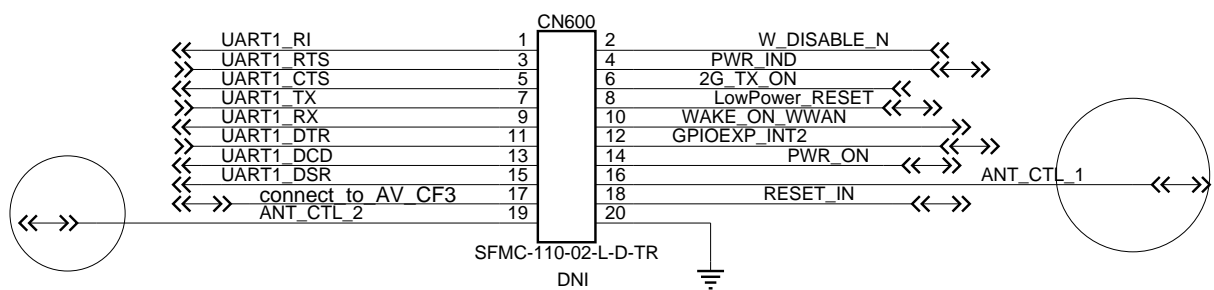 CN600
UART1_RI 1 2 W_DISABLE_N
UART1_RTS 3 4 PWR_IND
UART1_CTS 5 6 2G_TX_ON
UART1_TX 7 8 LowPower_RESET
UART1_RX 9 10 WAKE_ON_WWAN
UART1_DTR 11 12 GPIOEXP_INT2
UART1_DCD 13 14 PWR_ON
UART1_DSR 15 16 ANT_CTL_1
connect_to_AV_CF3 17 18 RESET_IN
ANT_CTL_2 19 20
SFMC-110-02-L-D-TR
DNI